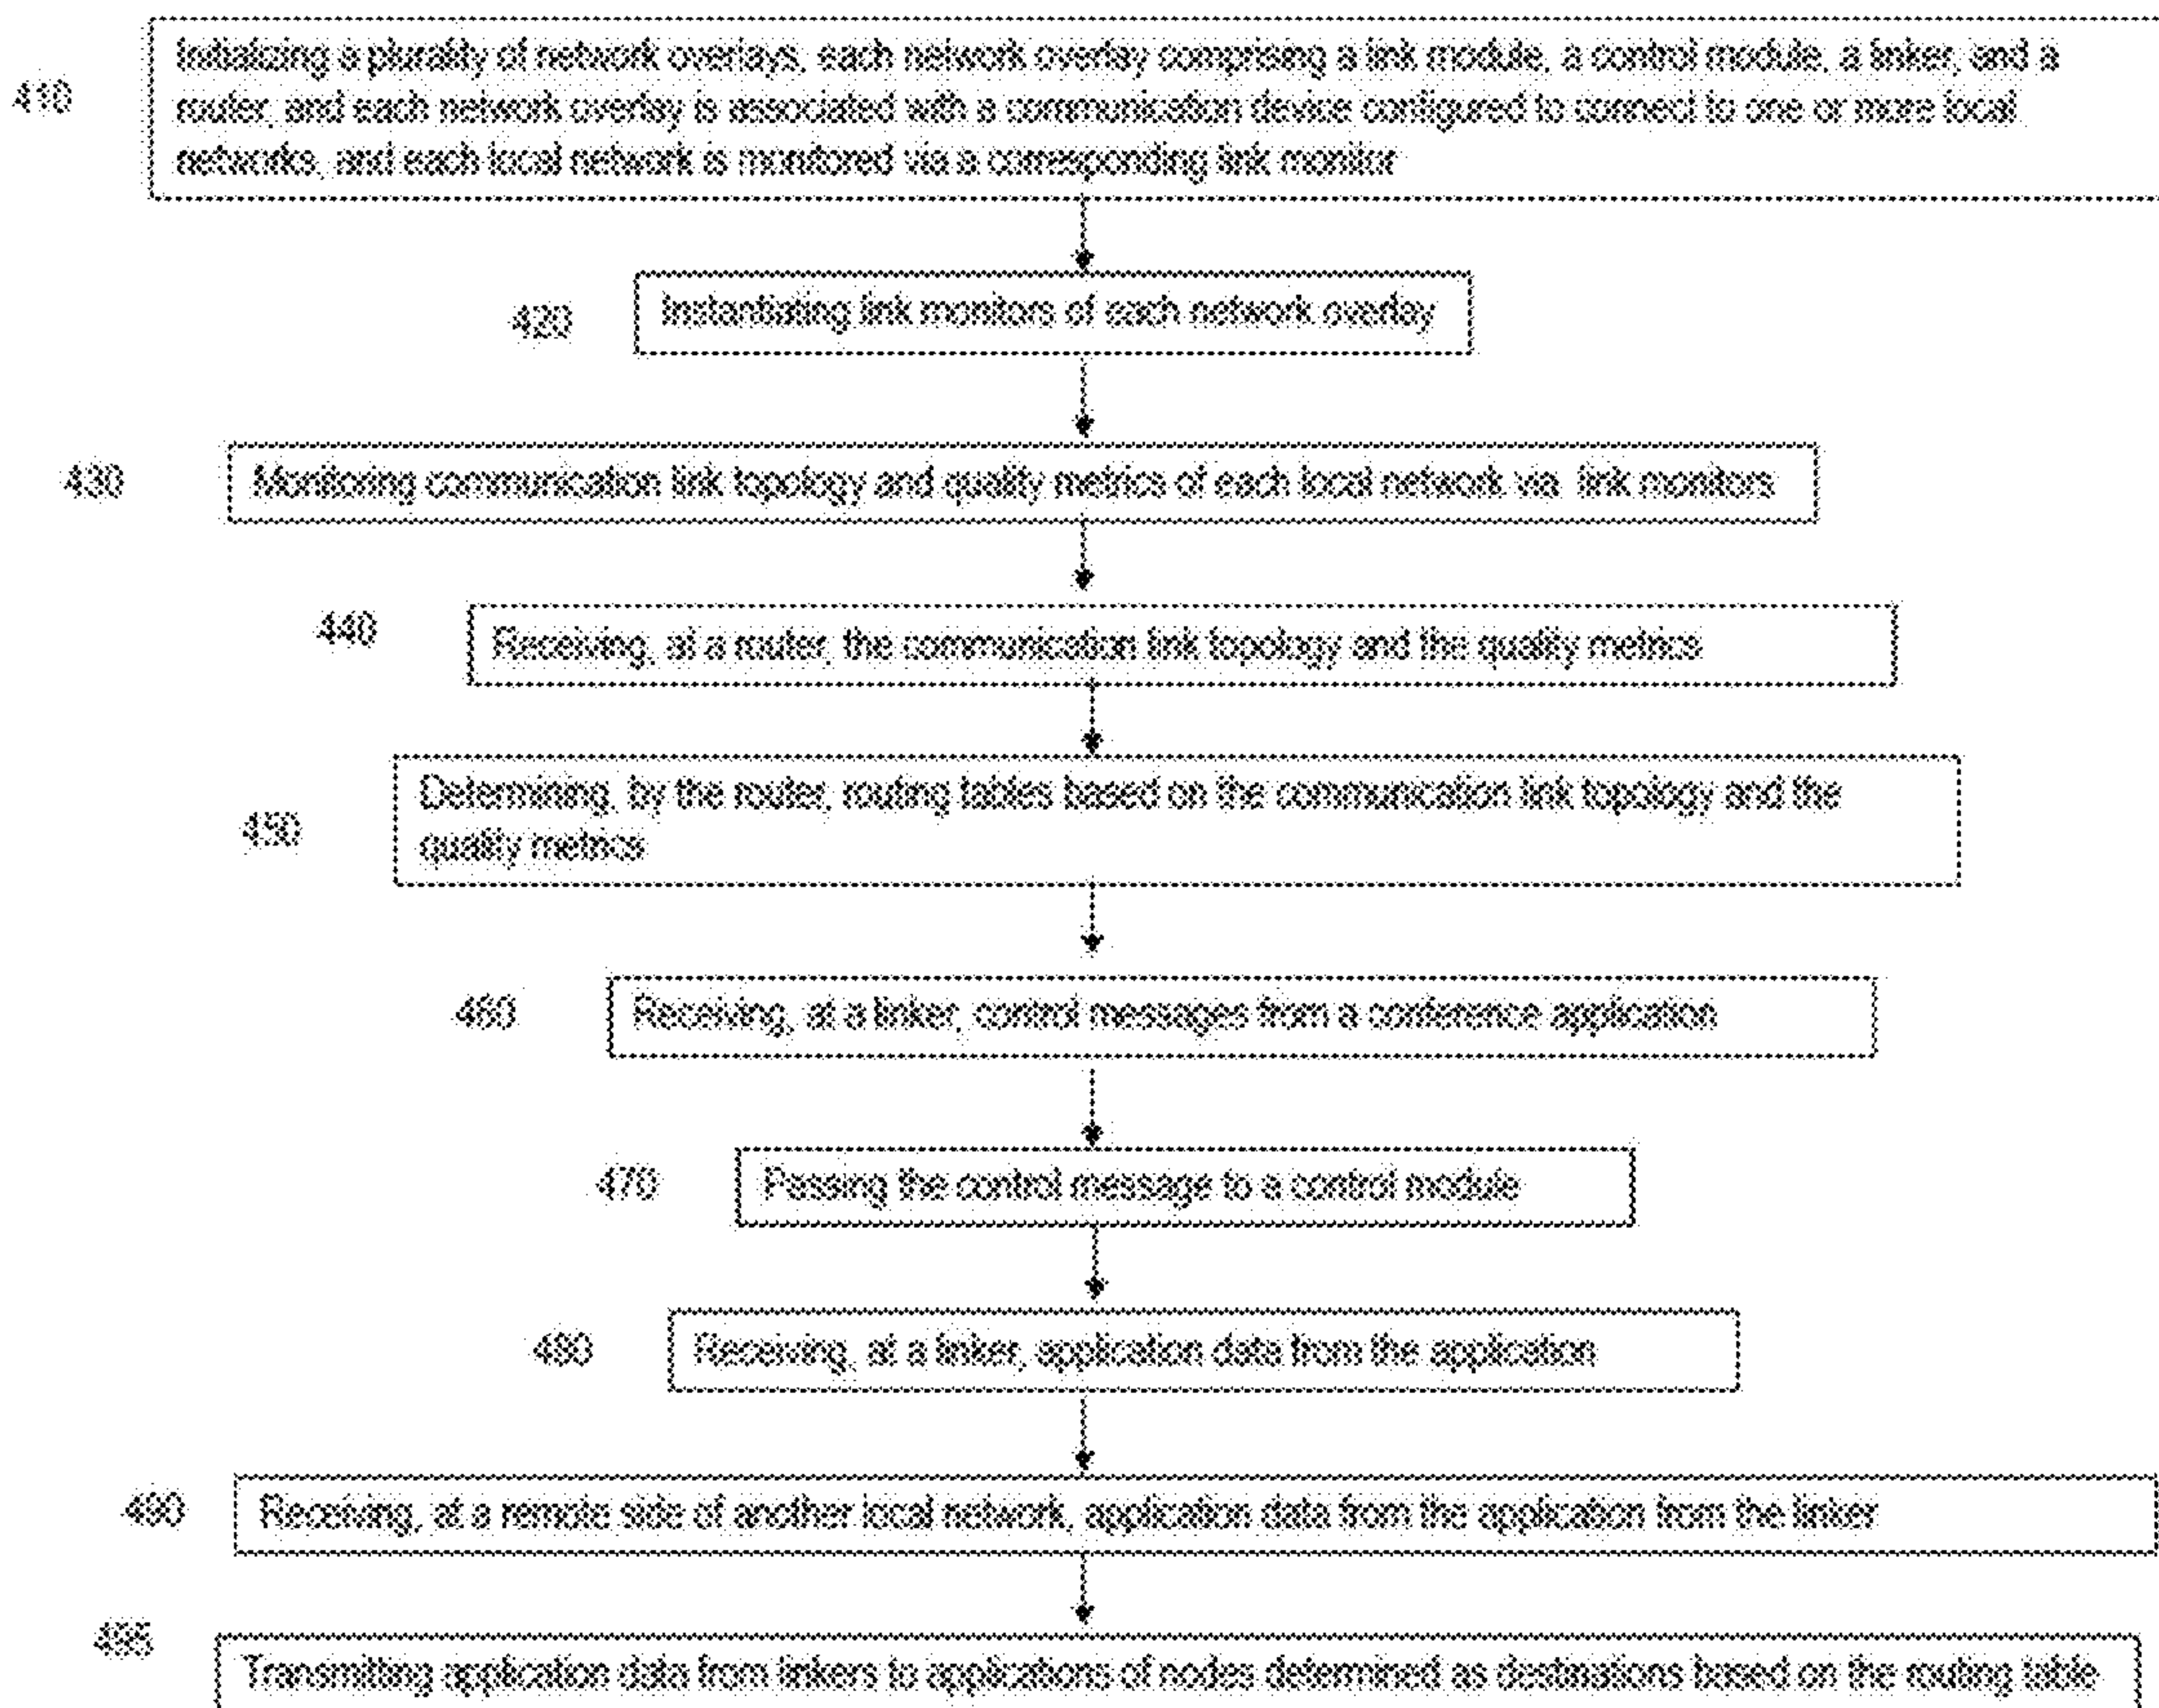 410
Initializing a plurality of network overlays, each network overlay comprising a link module, a control module, a linker, and a
router, and each network overlay is associated with a communication device configured to connect to one or more local
networks, and each local network is monitored via a corresponding link monitor
420
Instantiating link monitors of each network overlay
430
Monitoring communication link topology and quality metrics of each local network via link monitors
440
Receiving, at a router, the communication link topology and the quality metrics
450
Determining, by the router, routing tables based on the communication link topology and the
quality metrics
460
Receiving, at a linker, control messages from a conference application
470
Passing the control message to a control module
480
Receiving, at a linker, application data from the application
490
Receiving, at a remote side of another local network, application data from the application from the linker
495
Transmitting application data from linkers to applications of nodes determined as destinations based on the routing table